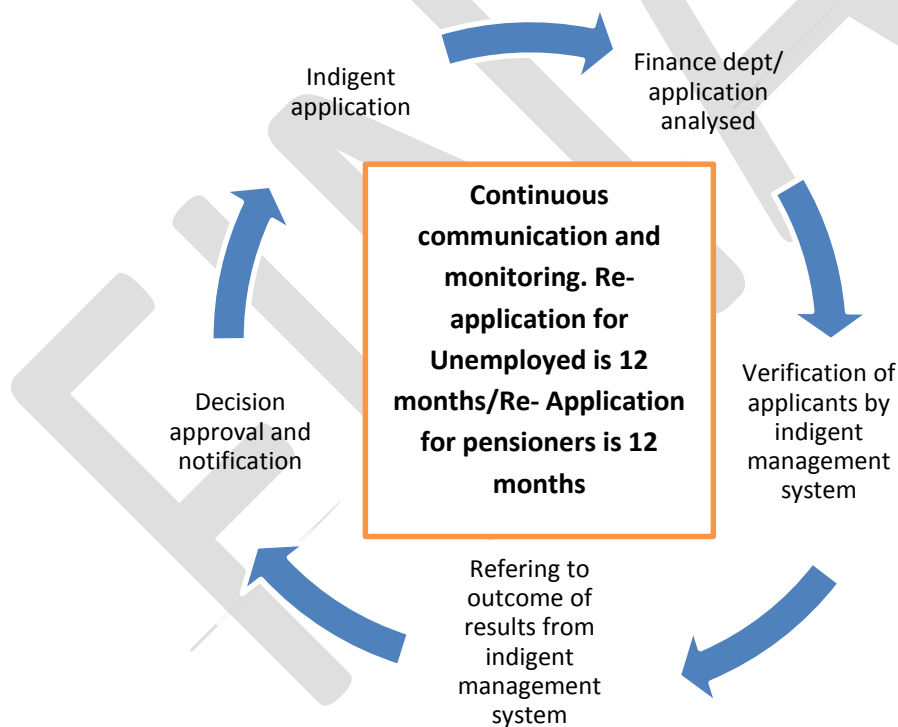 Indigent
application
Finance dept/
application
analysed
Continuous
communication and
monitoring. Re-
application for
Unemployed is 12
months/Re- Application
for pensioners is 12
months
Verification of
applicants by
indigent
management
system
Refering to
outcome of
results from
indigent
management
system
Decision
approval and
notification